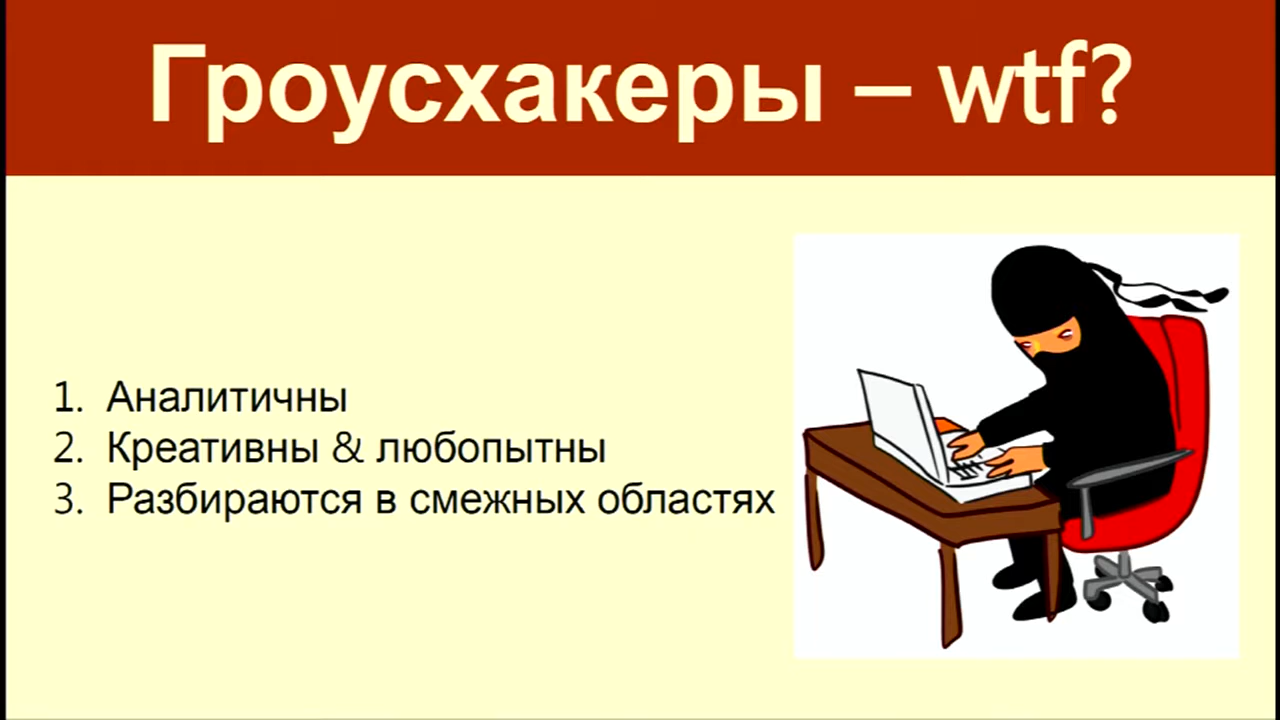 Гроусхакеры – wtf?
1. Аналитичны
2. Креативны & любопытны
3. Разбираются в смежных областях